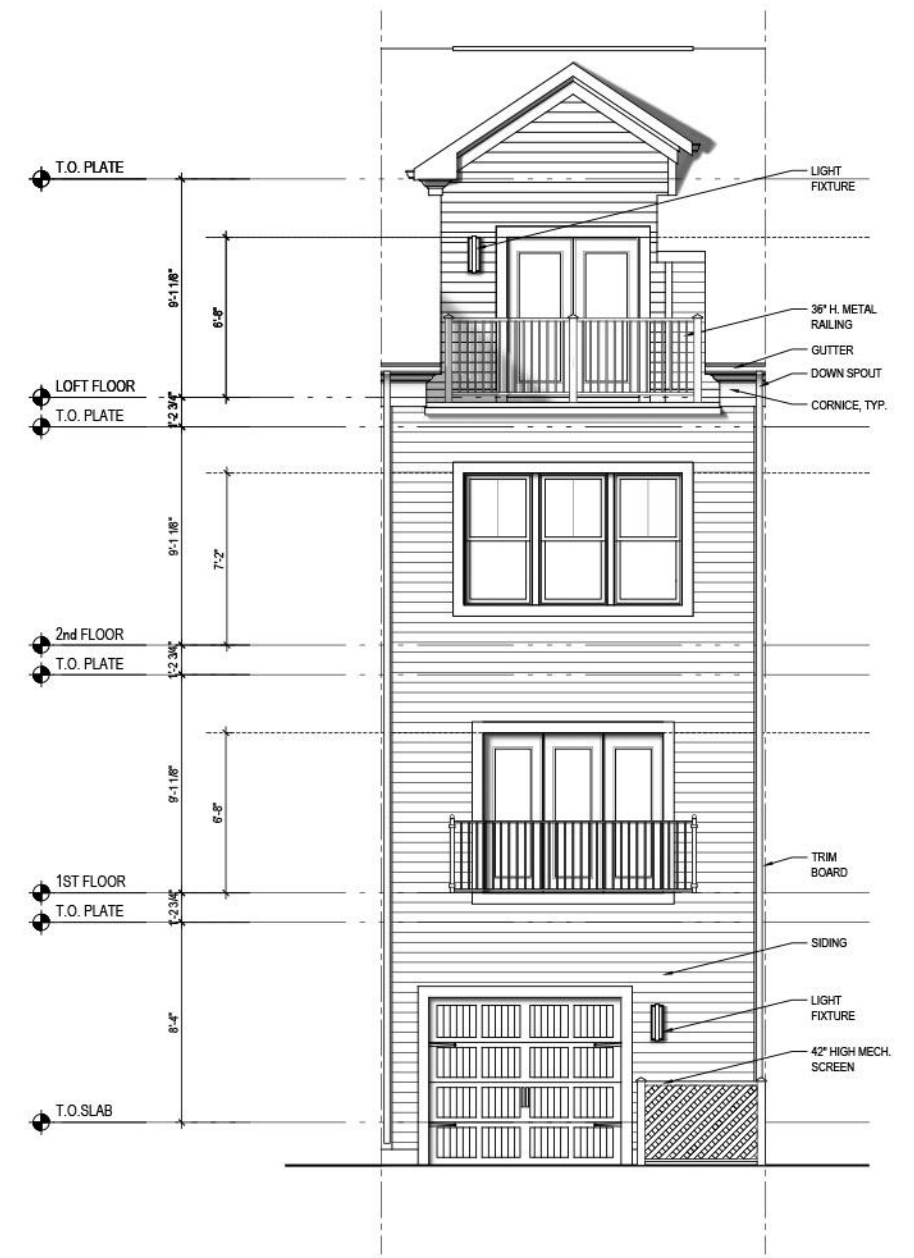 T.O. PLATE
LIGHT
FIXTURE
9'-1 1/8"
6'-8"
36" H. METAL
RAILING
GUTTER
DOWN SPOUT
CORNICE, TYP.
LOFT FLOOR
1'-2 3/4"
T.O. PLATE
9'-1 1/8"
7'-2"
2nd FLOOR
1'-2 3/4"
T.O. PLATE
9'-1 1/8"
6'-8"
1ST FLOOR
1'-2 3/4"
T.O. PLATE
TRIM
BOARD
SIDING
8'-4"
LIGHT
FIXTURE
42" HIGH MECH.
SCREEN
T.O.SLAB